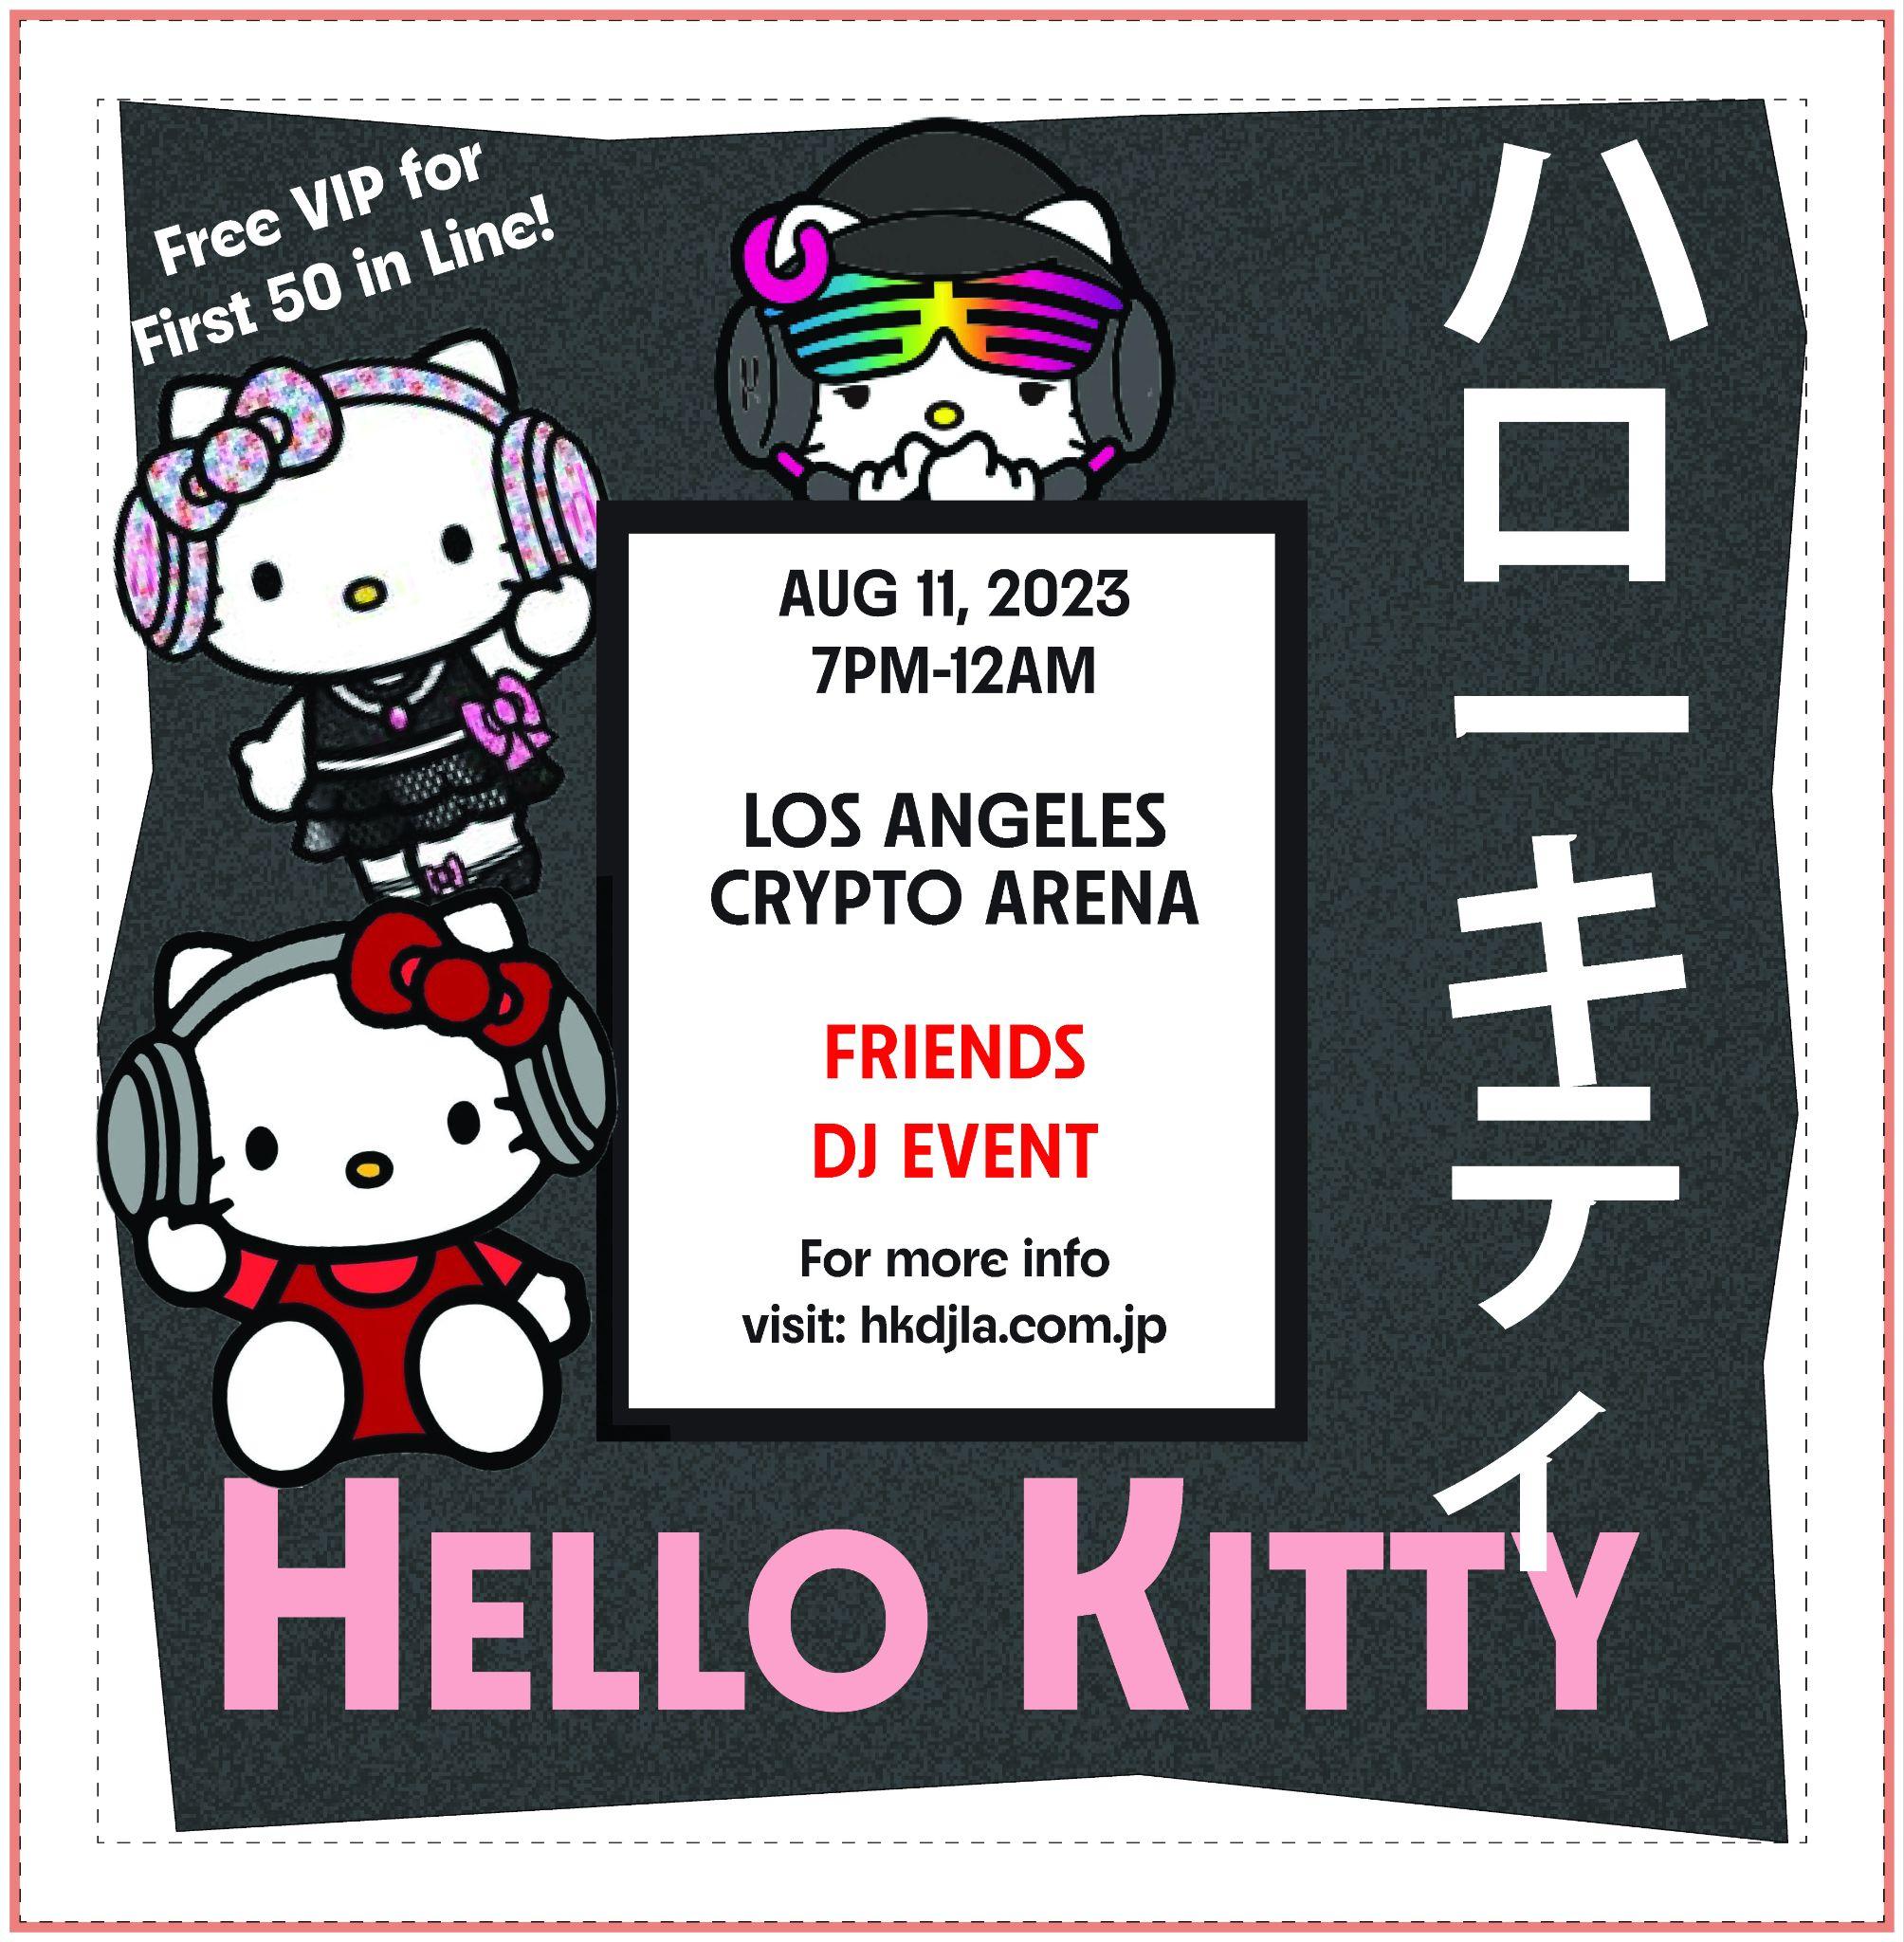 Free VIP for
First 50 in Line!
ハローキティ
AUG 11, 2023
7PM-12AM
LOS ANGELES
CRYPTO ARENA
FRIENDS
DJ EVENT
For more info
visit: hkdjla.com.jp
HELLO KITTY